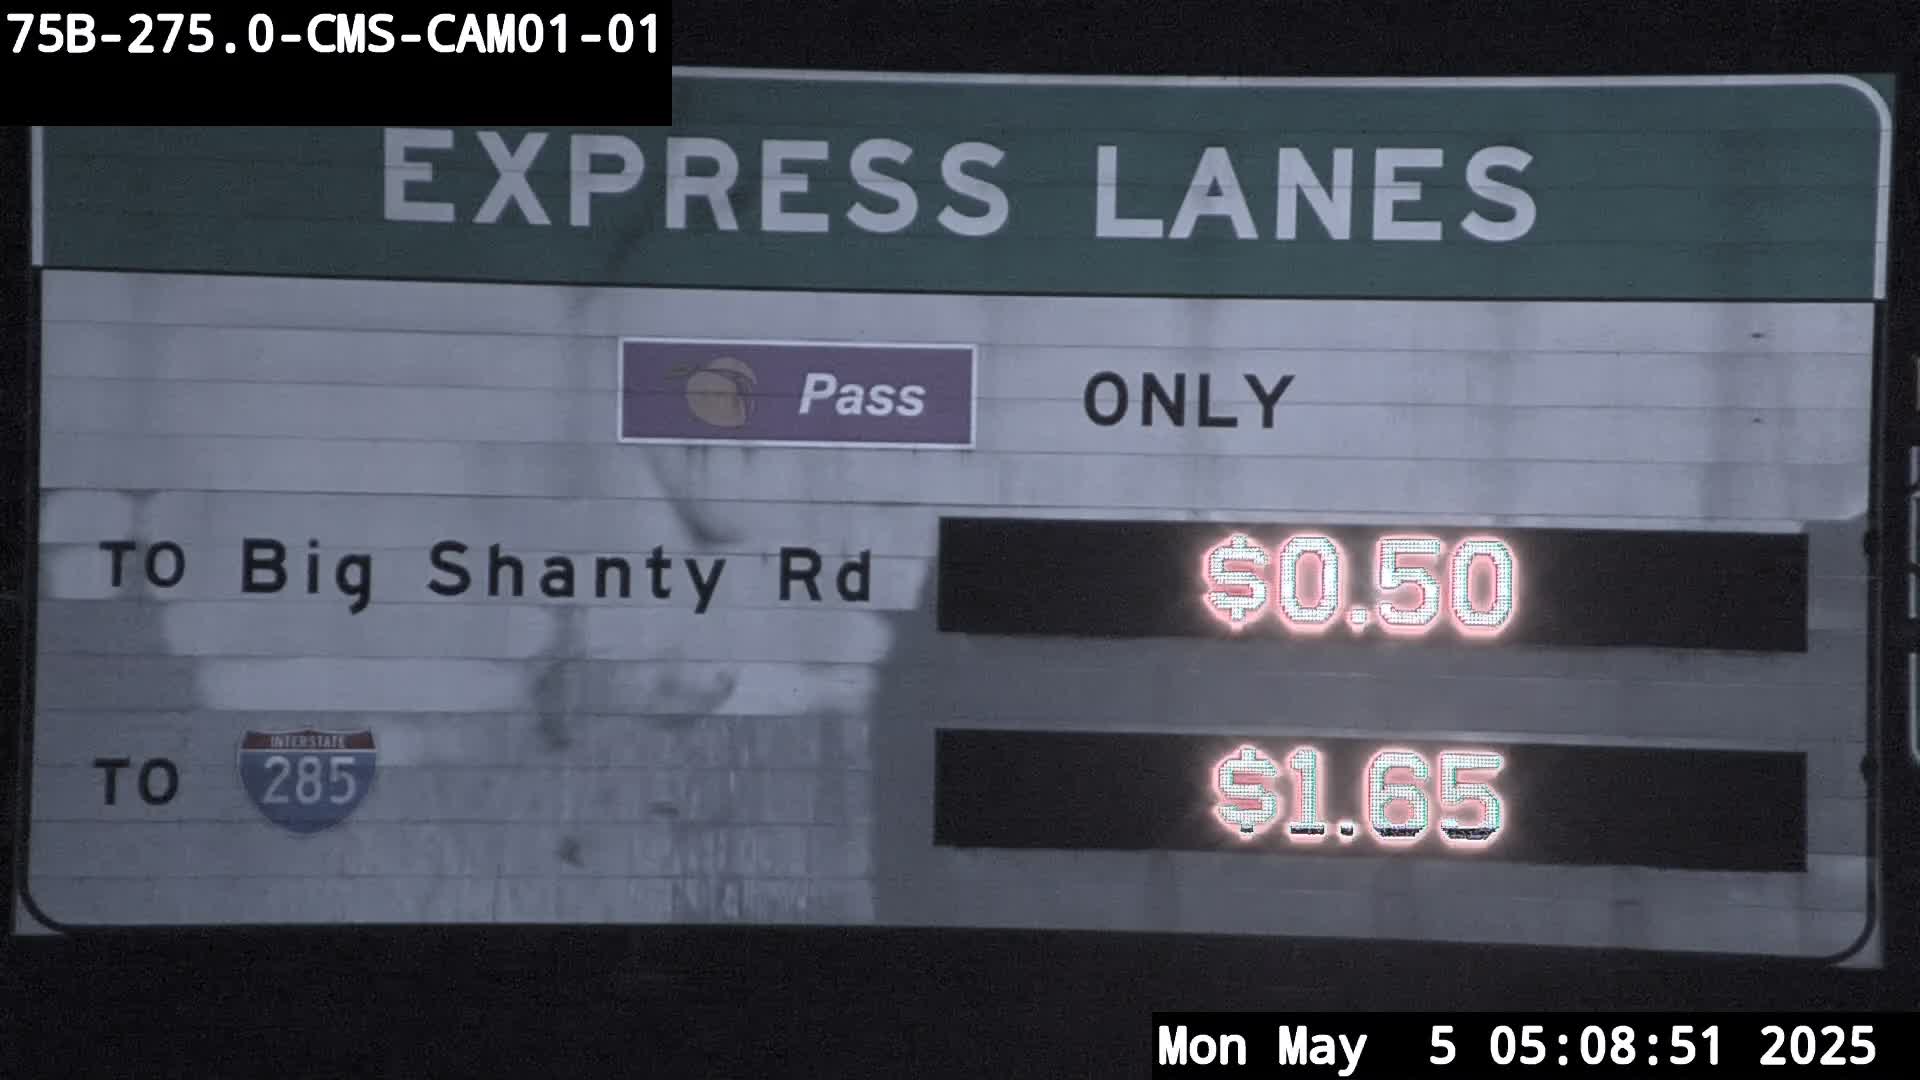 75B-275.0-CMS-CAM01-01
EXPRESS LANES
Pass ONLY
TO Big Shanty Rd $0.50
TO INTERSTATE 285 $1.65
Mon May 5 05:08:51 2025